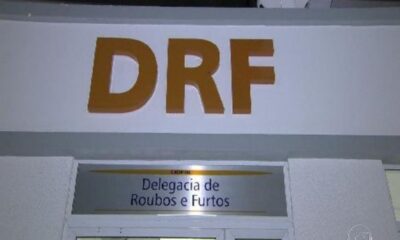 DRF
Delegacia de
Roubos e Furtos